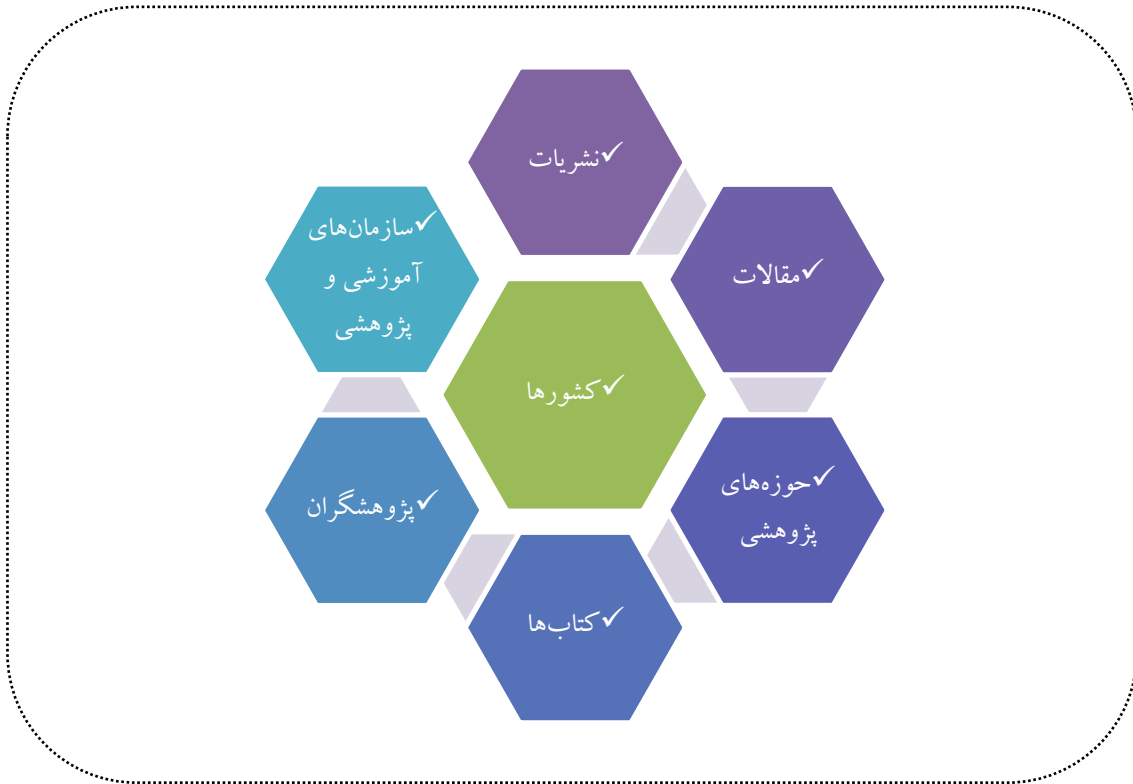 ✓نشریات
✓مقالات
✓سازمان‌های
آموزشی و
پژوهشی
✓کشورها
✓حوزه‌های
پژوهشی
✓پژوهشگران
✓کتاب‌ها